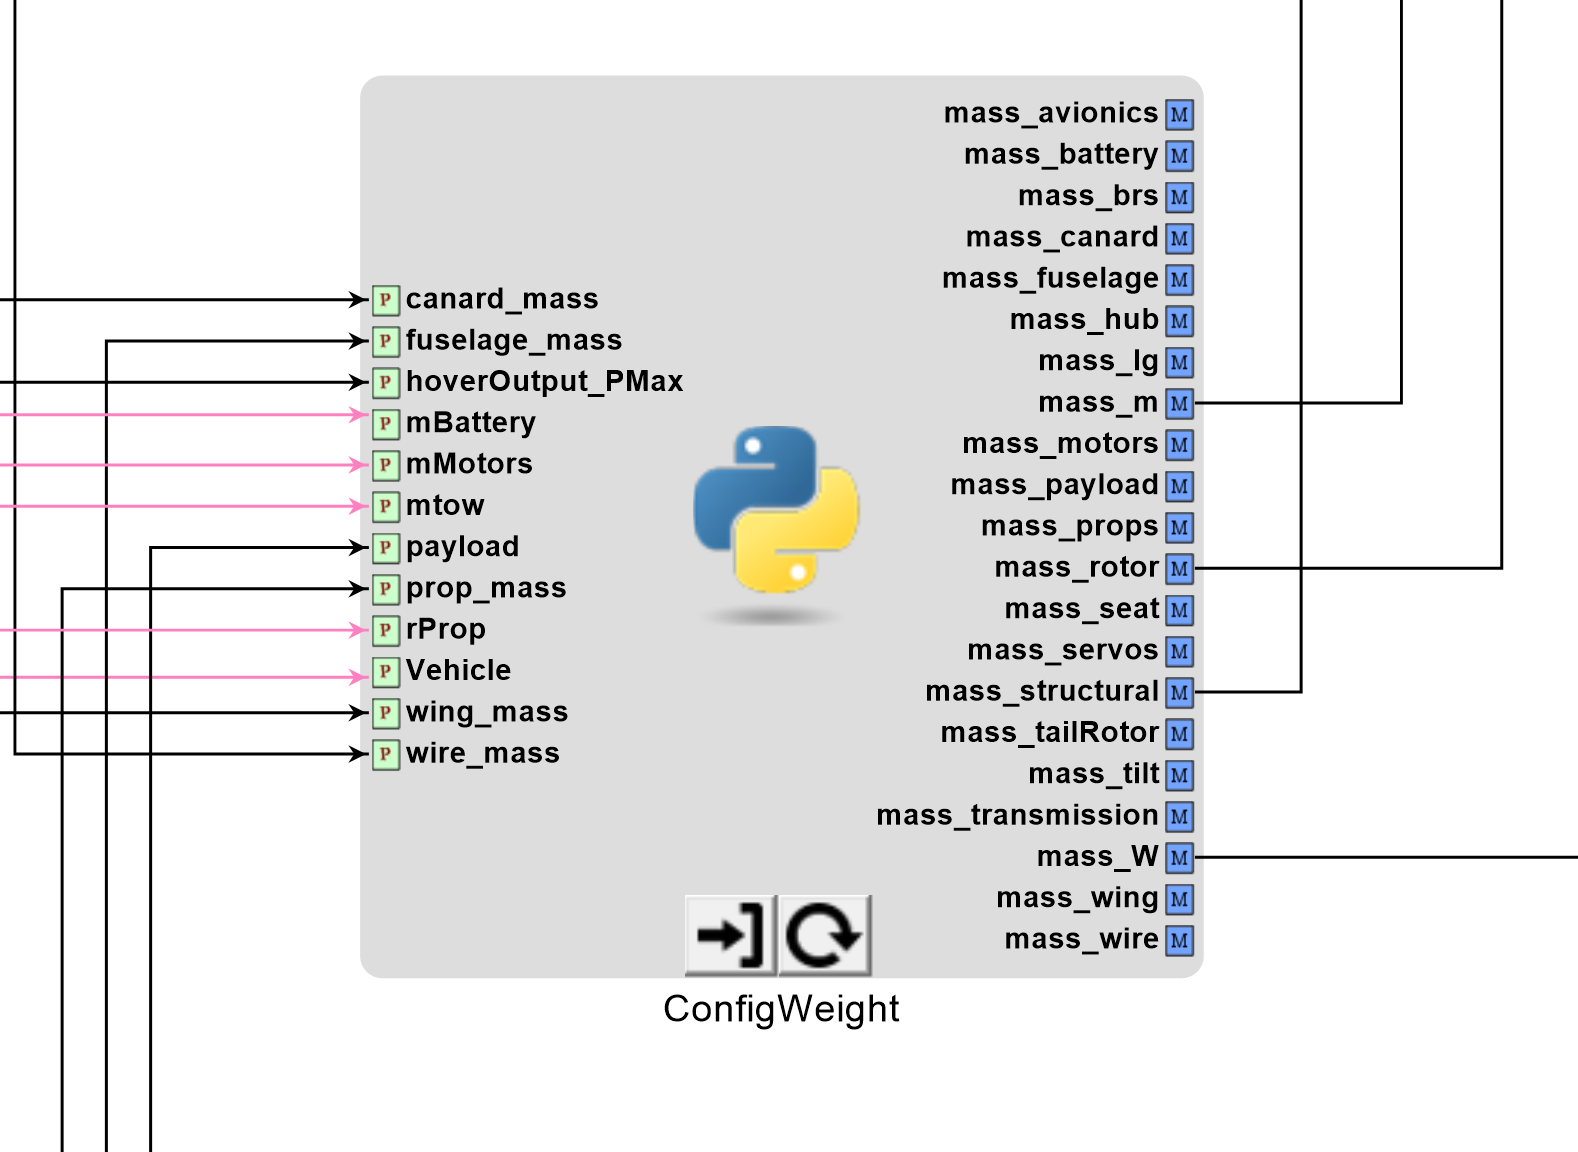 mass_avionics M
mass_battery M
mass_brs M
mass_canard M
mass_fuselage M
P canard_mass
mass_hub M
P fuselage_mass
mass_lg M
P hoverOutput_PMax
mass_m M
P mBattery
mass_motors M
P mMotors
mass_payload M
P mtow
mass_props M
P payload
mass_rotor M
P prop_mass
mass_seat M
P rProp
mass_servos M
P Vehicle
mass_structural M
P wing_mass
mass_tailRotor M
P wire_mass
mass_tilt M
mass_transmission M
mass_W M
mass_wing M
mass_wire M
ConfigWeight